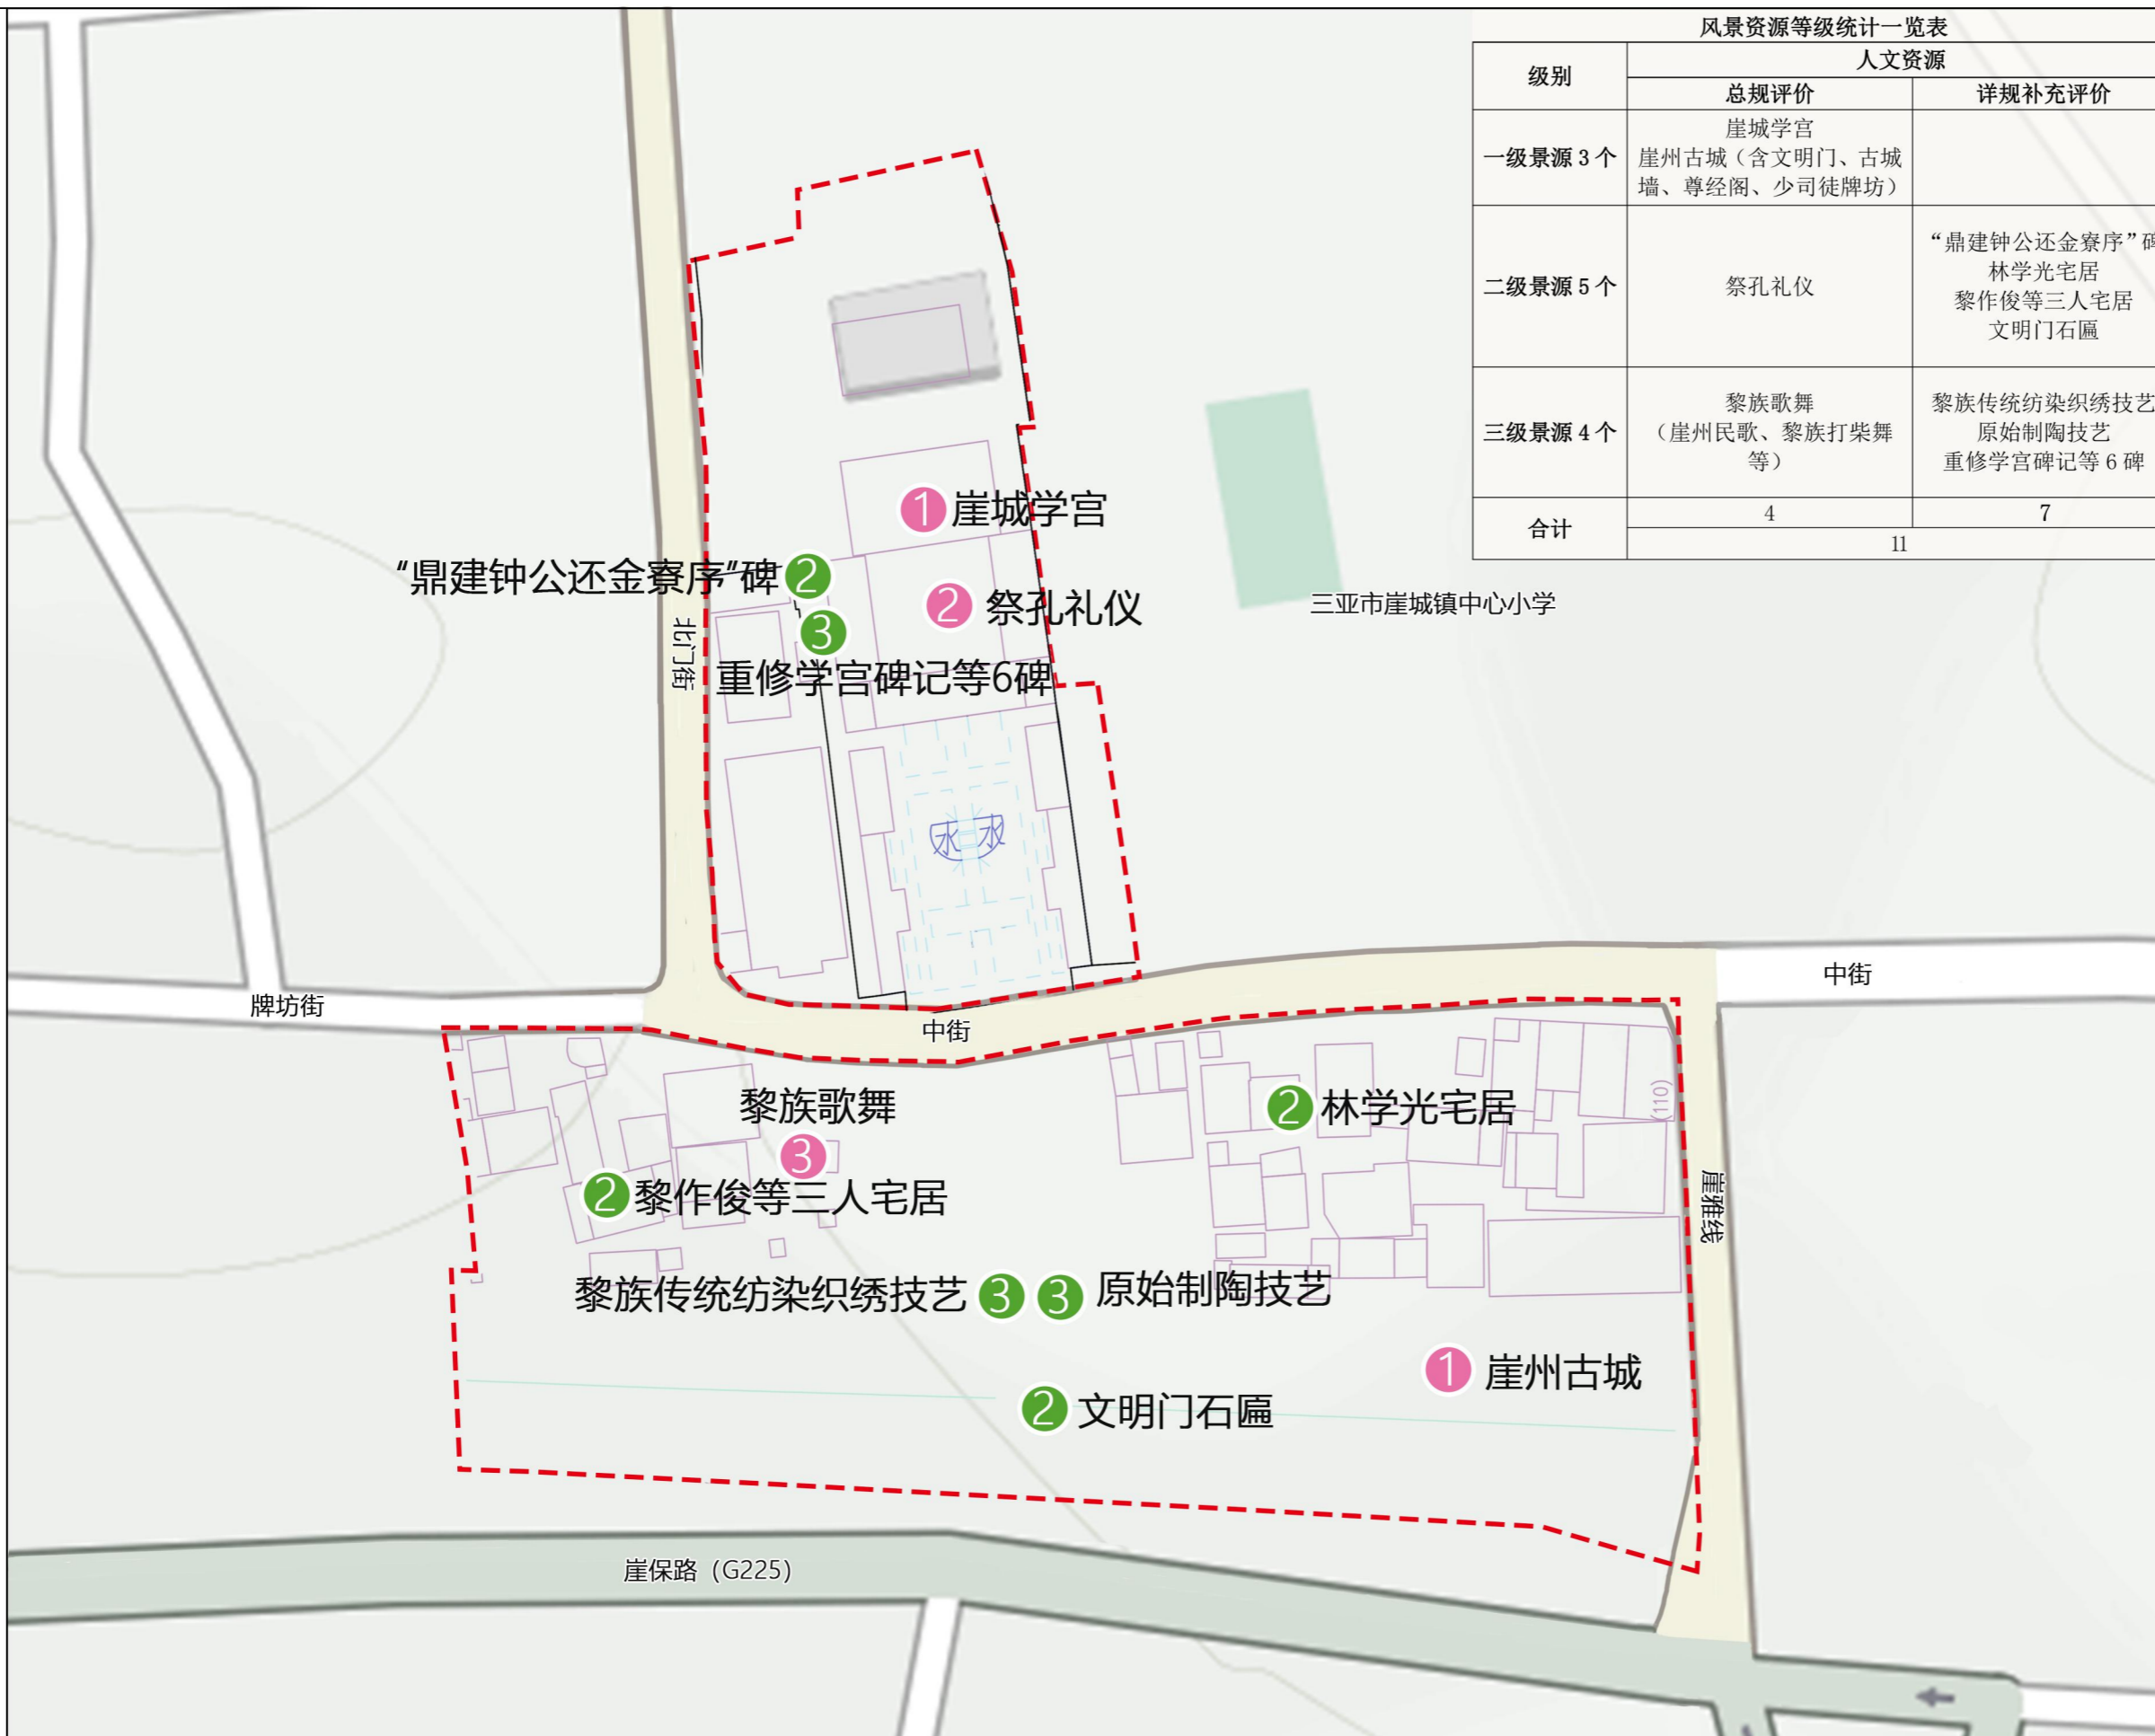 风景资源等级统计一览表
级别
人文资源
总规评价
详规补充评价
一级景源 3 个
崖城学宫
崖州古城（含文明门、古城
墙、尊经阁、少司徒牌坊）
二级景源 5 个
祭孔礼仪
“鼎建钟公还金寮序”碑
林学光宅居
黎作俊等三人宅居
文明门石匾
三级景源 4 个
黎族歌舞
（崖州民歌、黎族打柴舞
等）
黎族传统纺染织绣技艺
原始制陶技艺
重修学宫碑记等 6 碑
合计
4
7
11
1 崖城学宫
“鼎建钟公还金寮序”碑 2
2 祭孔礼仪
3
重修学宫碑记等6碑
三亚市崖城镇中心小学
北门街
水 水
牌坊街
中街
中街
黎族歌舞
3
2 林学光宅居
(110)
2 黎作俊等三人宅居
崖雅线
黎族传统纺染织绣技艺 3
3 原始制陶技艺
1 崖州古城
2 文明门石匾
崖保路（G225）